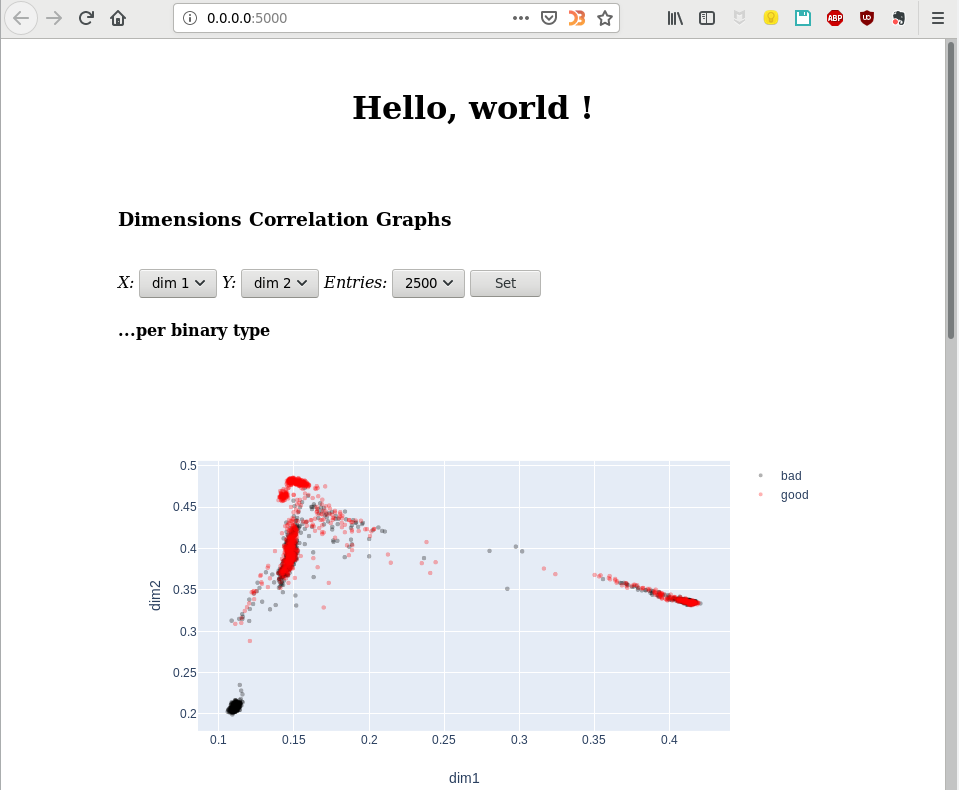 0.0.0.0:5000
ABP
UD
Hello, world !
Dimensions Correlation Graphs
X: dim 1 Y: dim 2 Entries: 2500 Set
...per binary type
bad
good
0.5
0.45
0.4
0.35
0.3
0.25
0.2
dim2
0.1 0.15 0.2 0.25 0.3 0.35 0.4
dim1